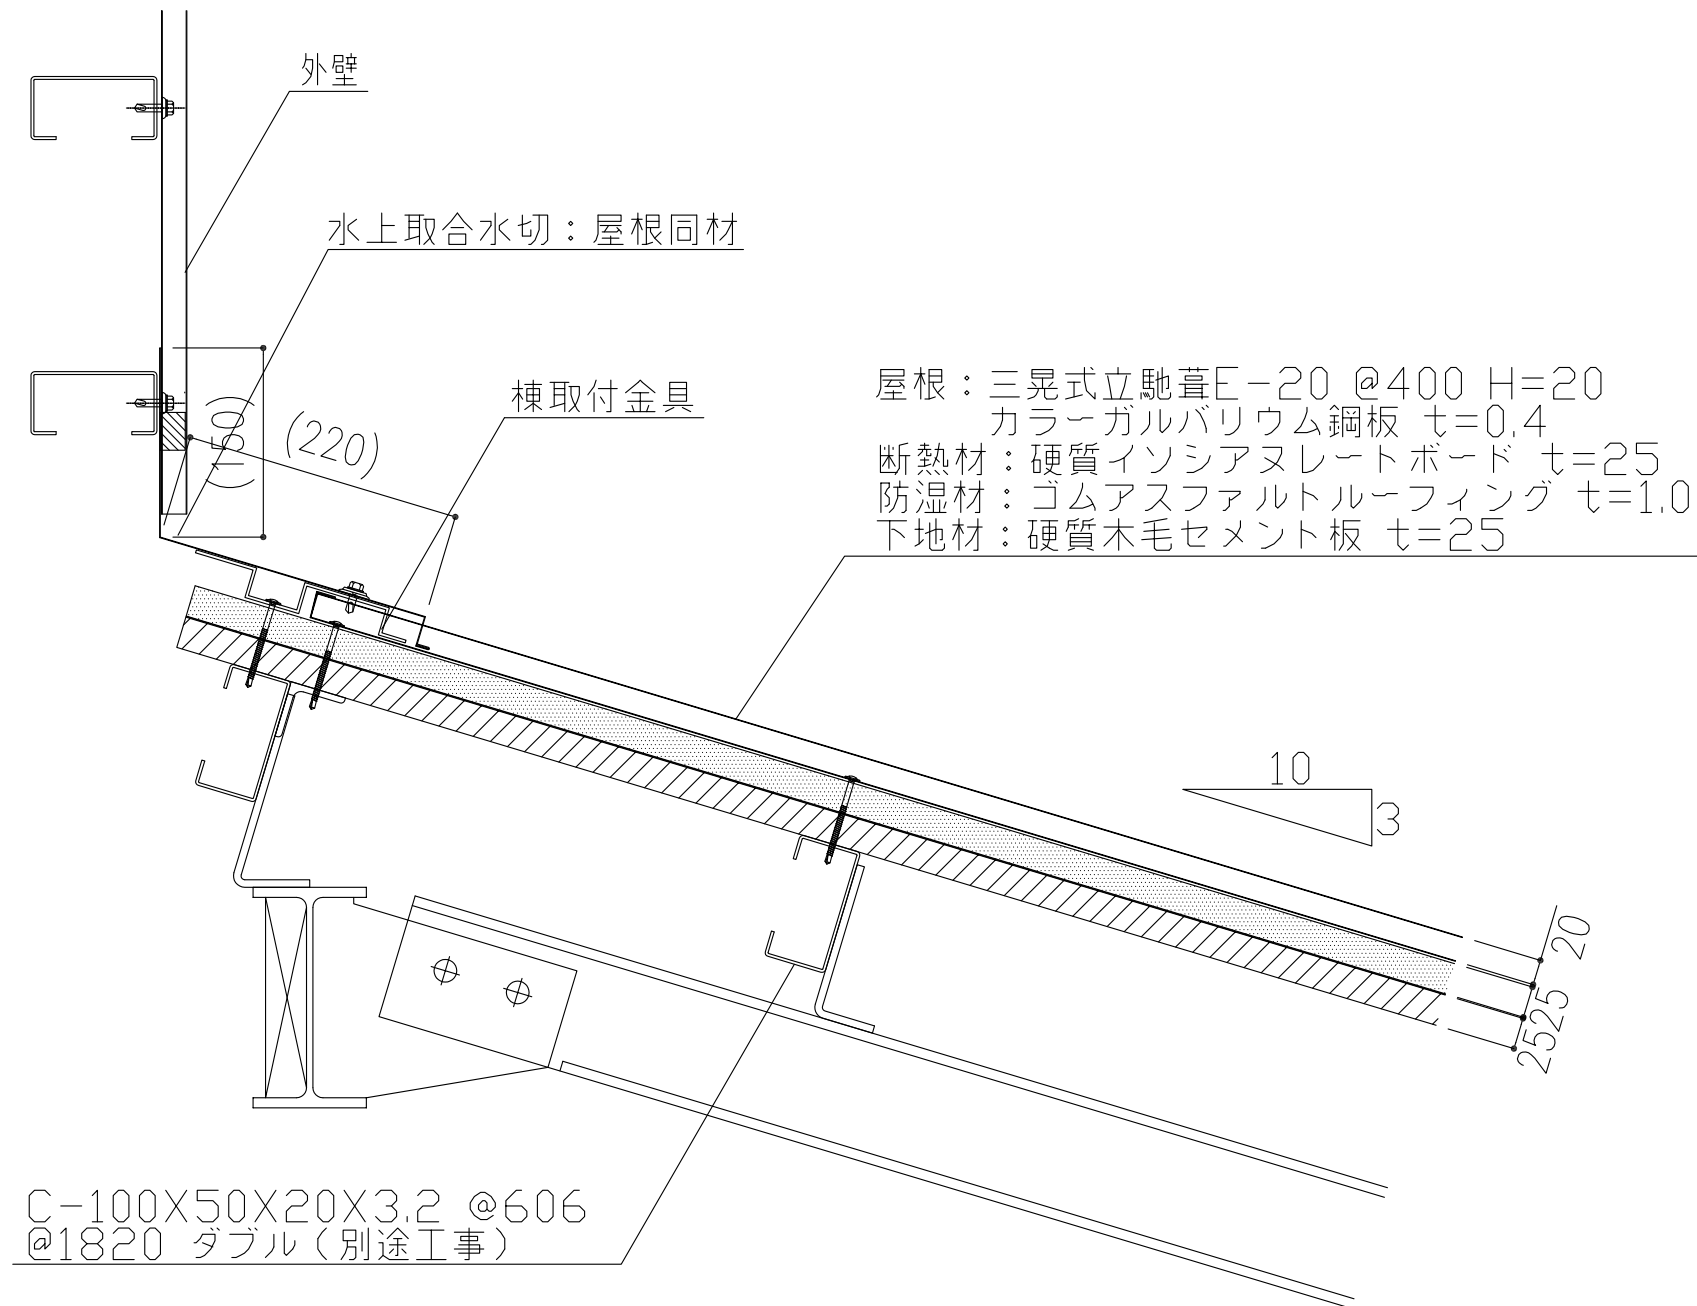 外壁
水上取合水切：屋根同材
棟取付金具
屋根：三晃式立馳葺E-20 @400 H=20
カラーガルバリウム鋼板 t=0.4
断熱材：硬質イソシアヌレートボード t=25
防湿材：ゴムアスファルトルーフィング t=1.0
下地材：硬質木毛セメント板 t=25
(150)
(220)
10
3
20
25
25
C-100X50X20X3.2 @606
@1820 ダブル（別途工事）